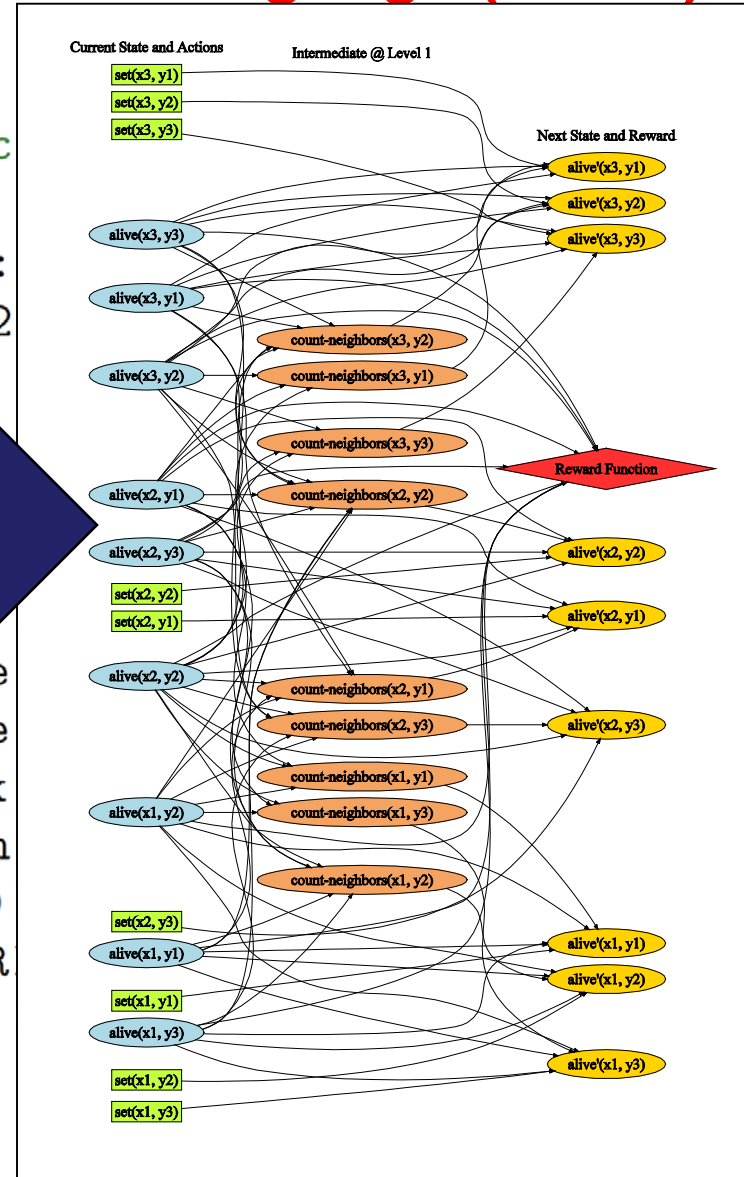 Current State and Actions
Intermediate @ Level 1
set(x3, y1)
set(x3, y2)
set(x3, y3)
Next State and Reward
alive'(x3, y1)
alive'(x3, y2)
alive(x3, y3)
alive'(x3, y3)
alive(x3, y1)
count-neighbors(x3, y2)
alive(x3, y2)
count-neighbors(x3, y1)
count-neighbors(x3, y3)
Reward Function
alive(x2, y1)
count-neighbors(x2, y2)
alive(x2, y3)
alive'(x2, y2)
set(x2, y2)
set(x2, y1)
alive'(x2, y1)
alive(x2, y2)
count-neighbors(x2, y1)
count-neighbors(x2, y3)
alive'(x2, y3)
count-neighbors(x1, y1)
alive(x1, y2)
count-neighbors(x1, y3)
count-neighbors(x1, y2)
set(x2, y3)
alive'(x1, y1)
alive(x1, y1)
alive'(x1, y2)
set(x1, y1)
alive(x1, y3)
alive'(x1, y3)
set(x1, y2)
set(x1, y3)